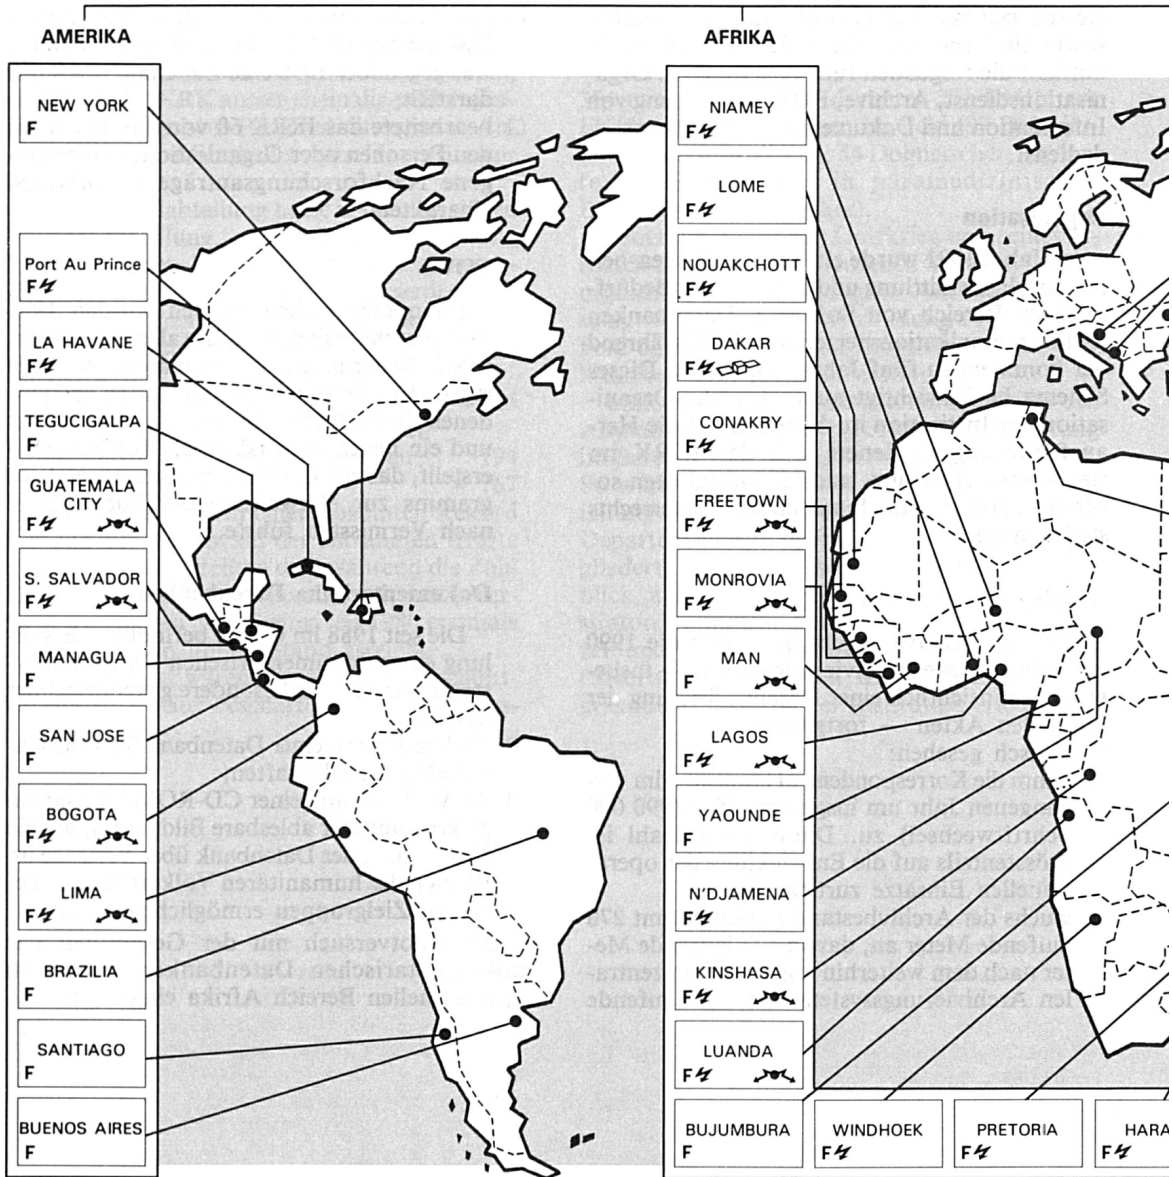 AMERIKA
NEW YORK
F
Port Au Prince
F
LA HAVANE
F
TEGUCIGALPA
F
GUATEMALA
CITY
F
S. SALVADOR
F
MANAGUA
F
SAN JOSE
F
BOGOTA
F
LIMA
F
BRAZILIA
F
SANTIAGO
F
BUENOS AIRES
F
AFRIKA
NIAMEY
F
LOME
F
NOUAKCHOTT
F
DAKAR
F
CONAKRY
F
FREETOWN
F
MONROVIA
F
MAN
F
LAGOS
F
YAOUNDE
F
N'DJAMENA
F
KINSHASA
F
LUANDA
F
BUJUMBURA
F
WINDHOEK
F
PRETORIA
F
HARA
F